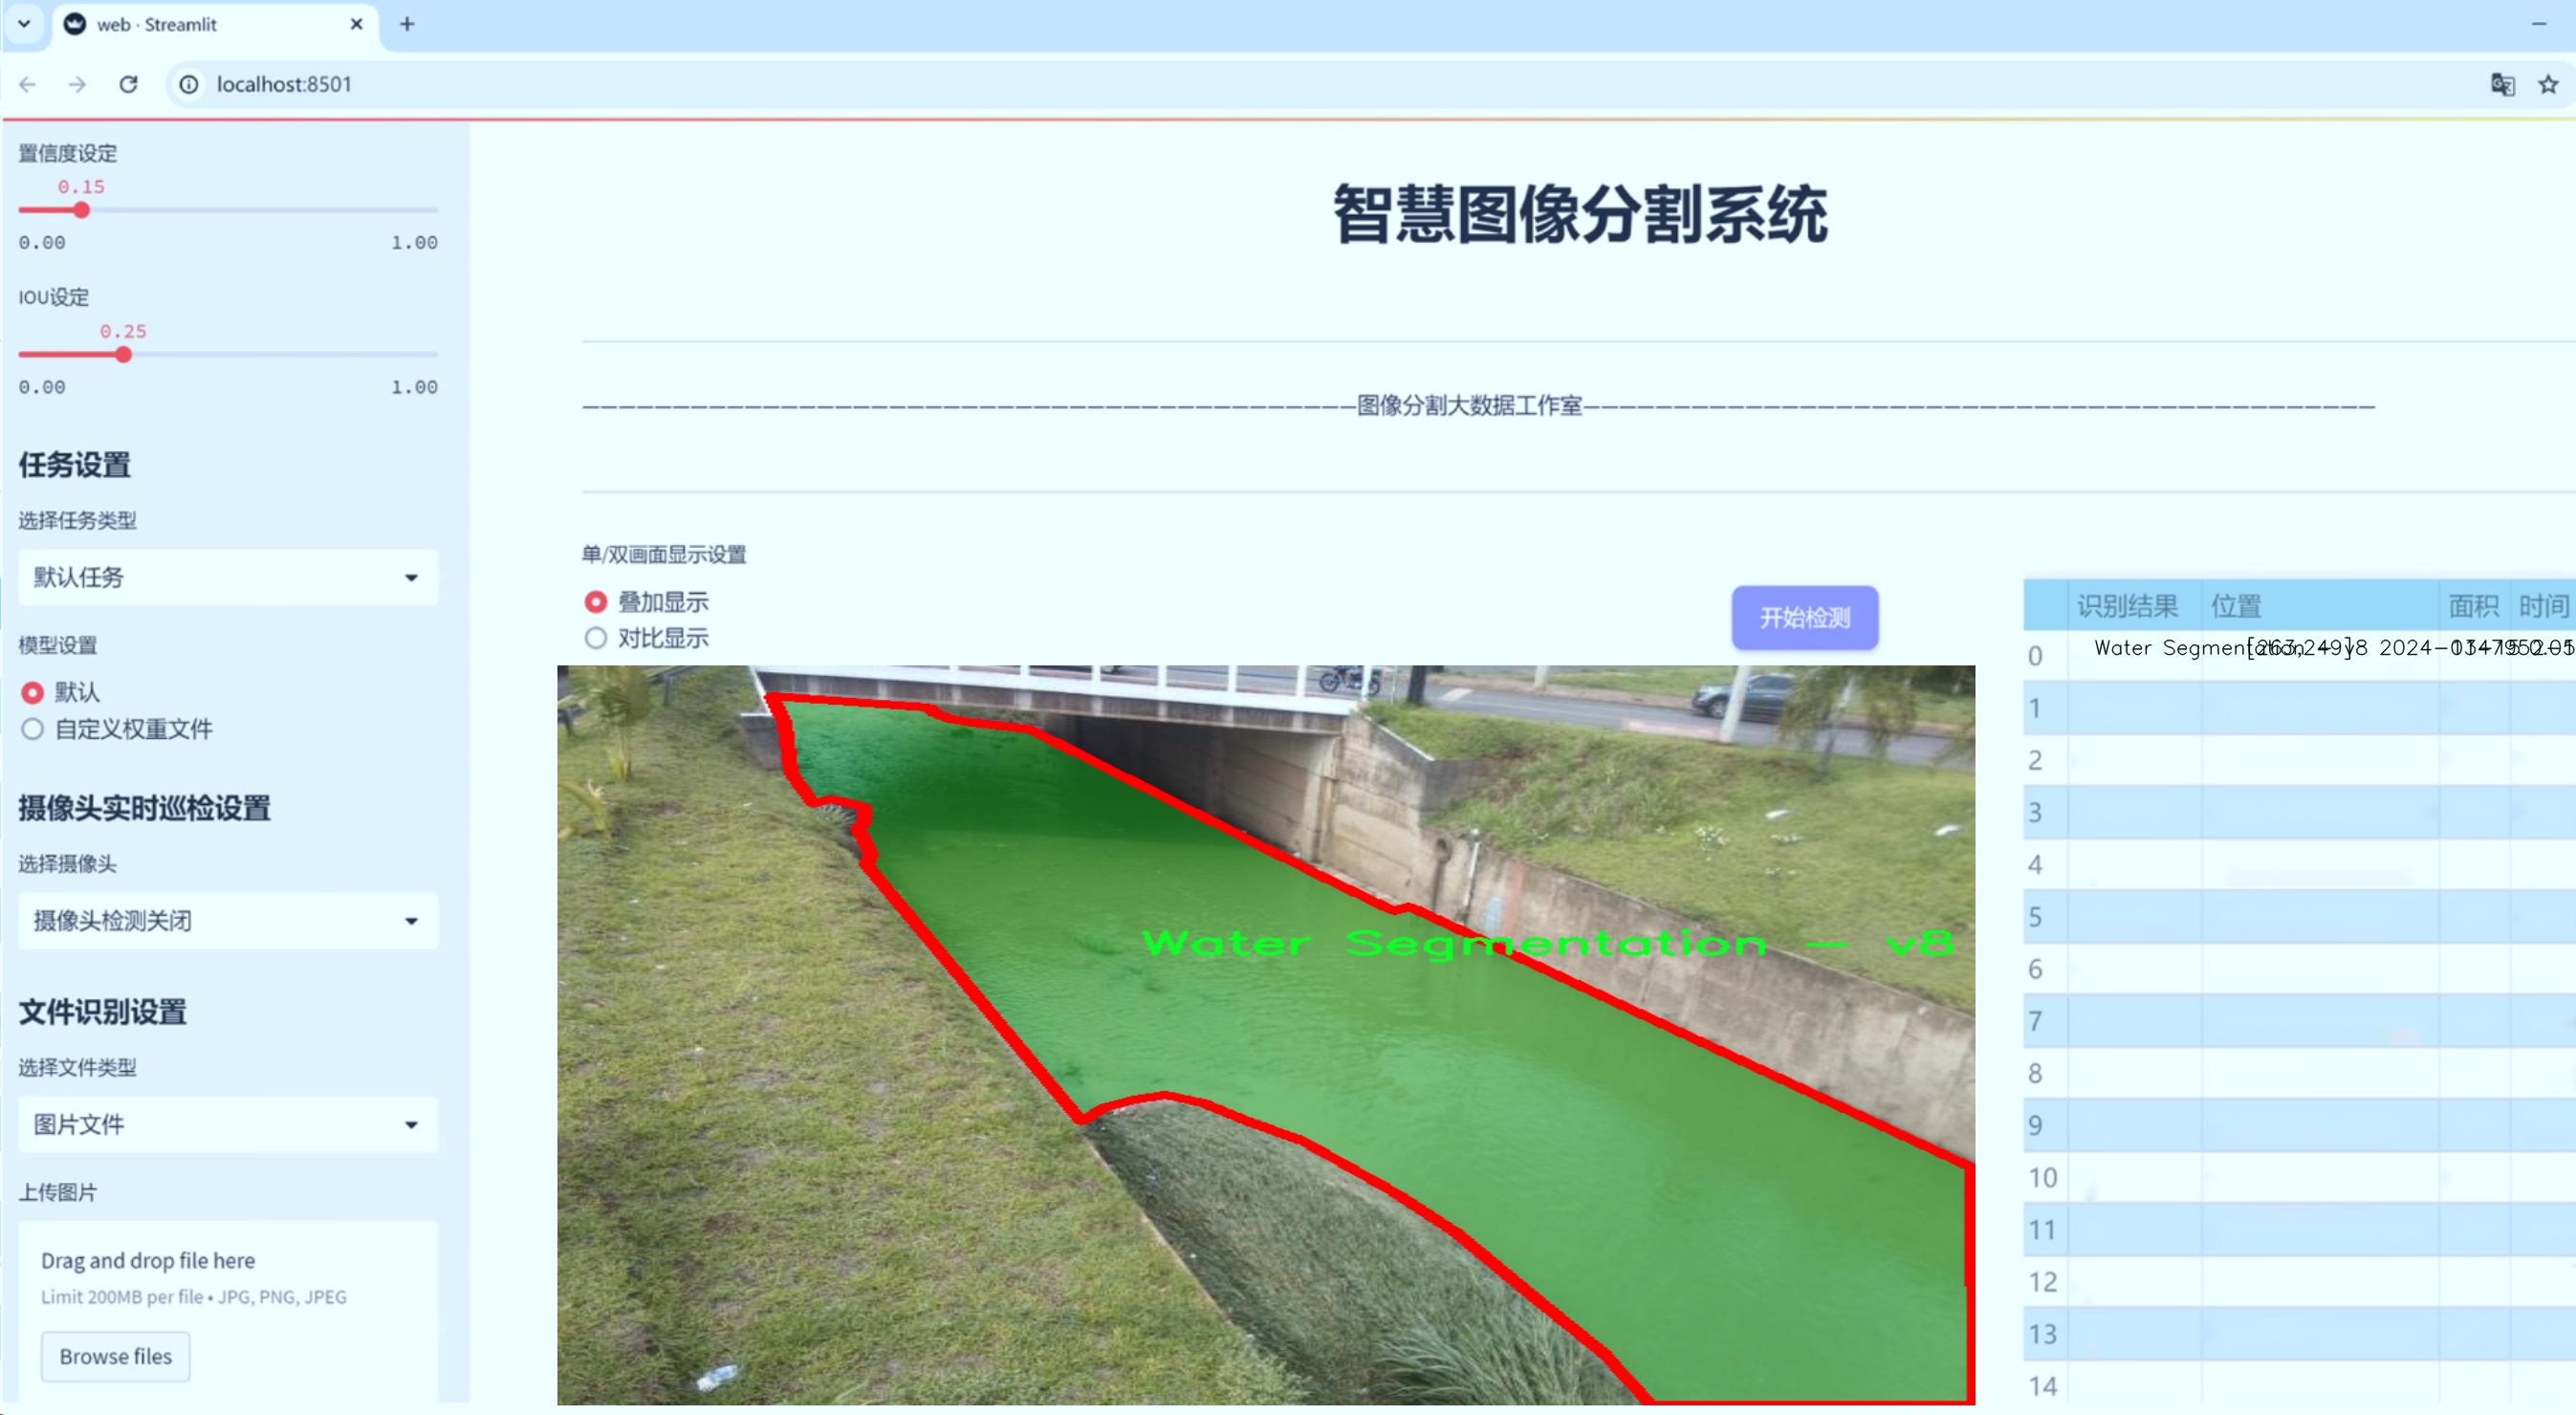 web · Streamlit
localhost:8501
置信度设定
0.15
0.00 1.00
IOU设定
0.25
0.00 1.00
任务设置
选择任务类型
默认任务
模型设置
默认
自定义权重文件
摄像头实时巡检设置
选择摄像头
摄像头检测关闭
文件识别设置
选择文件类型
图片文件
上传图片
Drag and drop file here
Limit 200MB per file • JPG, PNG, JPEG
Browse files
智慧图像分割系统
图像分割大数据工作室
单/双画面显示设置
叠加显示
对比显示
开始检测
Water Segmentation - v8
识别结果 位置 面积 时间
0 Water Segmentation
1
2
3
4
5
6
7
8
9
10
11
12
13
14